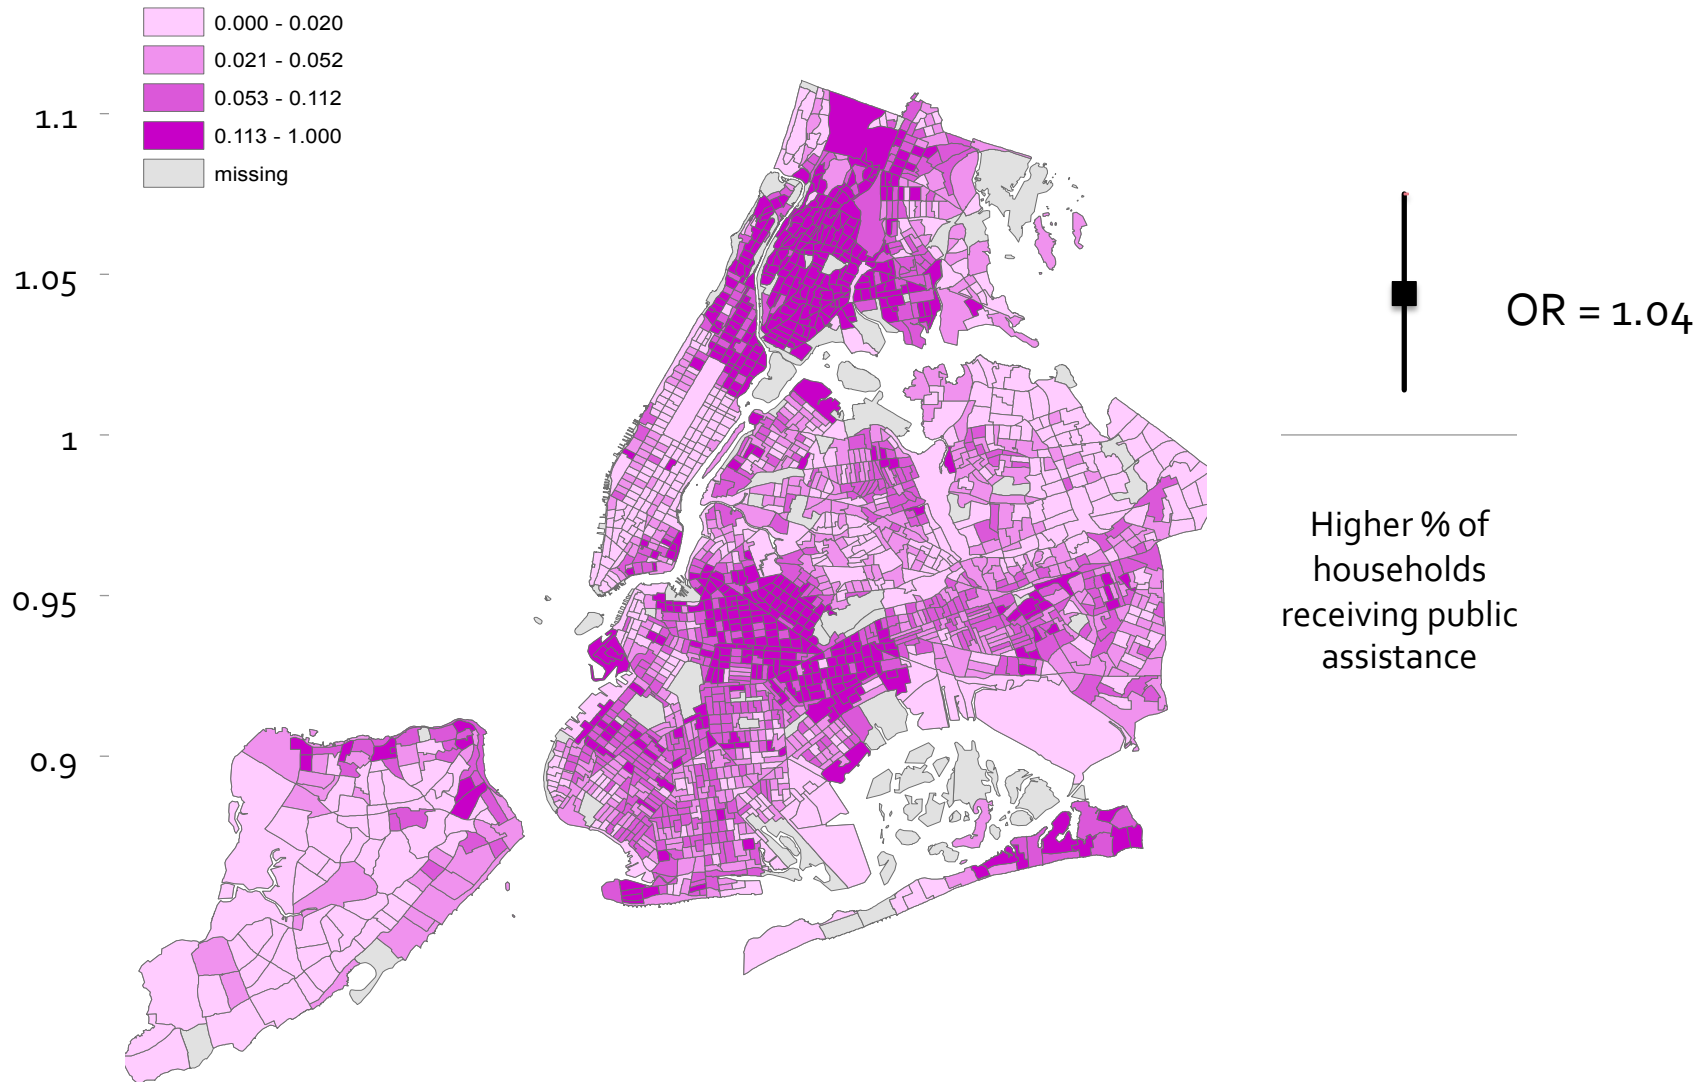 0.000 - 0.020
0.021 - 0.052
0.053 - 0.112
0.113 - 1.000
missing
1.1
1.05
1
0.95
0.9
OR = 1.04
Higher % of
households
receiving public
assistance